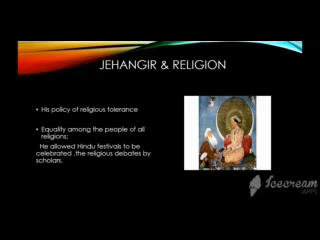 JEHANGIR & RELIGION
• His policy of religious tolerance
• Equality among the people of all
religions;
He allowed Hindu festivals to be
celebrated ,the religious debates by
scholars.
Icecream
APPS